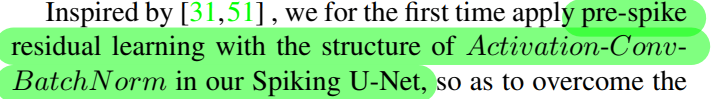 Inspired by [31,51] , we for the first time apply pre-spike
residual learning with the structure of Activation-Conv-
BatchNorm in our Spiking U-Net, so as to overcome the